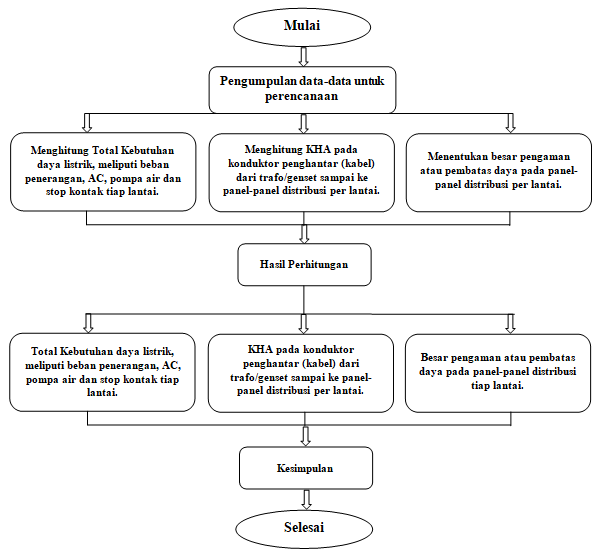 Mulai
Pengumpulan data-data untuk
perencanaan
Menghitung Total Kebutuhan
daya listrik, meliputi beban
penerangan, AC, pompa air dan
stop kontak tiap lantai.
Menghitung KHA pada
konduktor penghantar (kabel)
dari trafo/genset sampai ke
panel-panel distribusi per lantai.
Menentukan besar pengaman
atau pembatas daya pada panel-
panel distribusi per lantai.
Hasil Perhitungan
Total Kebutuhan daya listrik,
meliputi beban penerangan, AC,
pompa air dan stop kontak tiap
lantai.
KHA pada konduktor
penghantar (kabel) dari
trafo/genset sampai ke panel-
panel distribusi per lantai.
Besar pengaman atau pembatas
daya pada panel-panel distribusi
tiap lantai.
Kesimpulan
Selesai